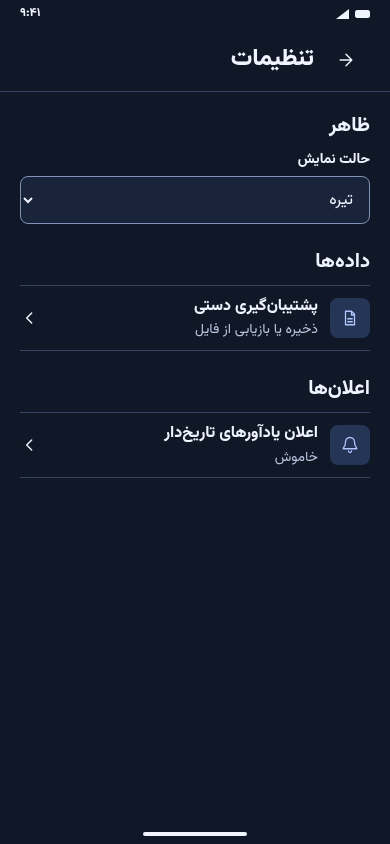 ۹:۴۱
تنظیمات
ظاهر
حالت نمایش
تیره
داده‌ها
پشتیبان‌گیری دستی
ذخیره یا بازیابی از فایل
اعلان‌ها
اعلان یادآورهای تاریخ‌دار
خاموش